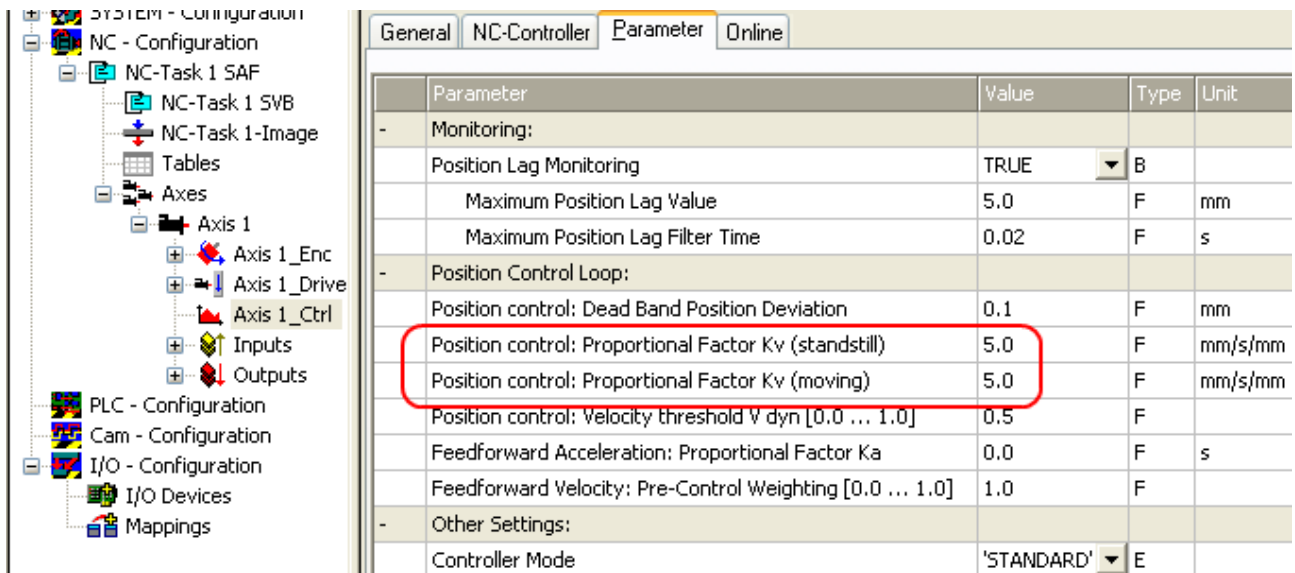 SYSTEM - Configuration
NC - Configuration
NC-Task 1 SAF
NC-Task 1 SVB
NC-Task 1-Image
Tables
Axes
Axis 1
Axis 1_Enc
Axis 1_Drive
Axis 1_Ctrl
Inputs
Outputs
PLC - Configuration
Cam - Configuration
I/O - Configuration
I/O Devices
Mappings
General NC-Controller Parameter Online
Parameter Value Type Unit
- Monitoring:
Position Lag Monitoring TRUE B
Maximum Position Lag Value 5.0 F mm
Maximum Position Lag Filter Time 0.02 F s
- Position Control Loop:
Position control: Dead Band Position Deviation 0.1 F mm
Position control: Proportional Factor Kv (standstill) 5.0 F mm/s/mm
Position control: Proportional Factor Kv (moving) 5.0 F mm/s/mm
Position control: Velocity threshold V dyn [0.0 ... 1.0] 0.5 F
Feedforward Acceleration: Proportional Factor Ka 0.0 F s
Feedforward Velocity: Pre-Control Weighting [0.0 ... 1.0] 1.0 F
- Other Settings:
Controller Mode 'STANDARD' E